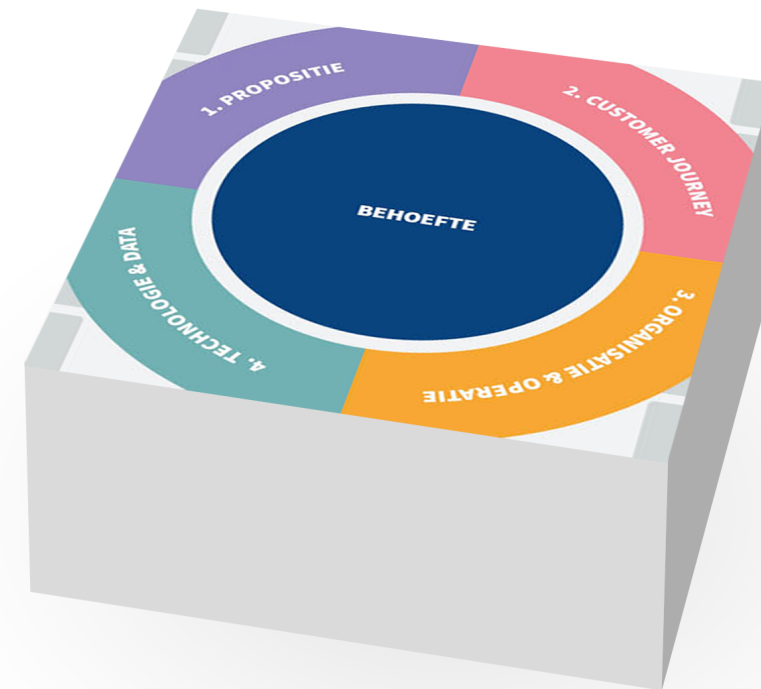 1. PROPOSITIE
2. CUSTOMER JOURNEY
BEHOEFTE
3. ORGANISATIE & OPERATIE
4. TECHNOLOGIE & DATA